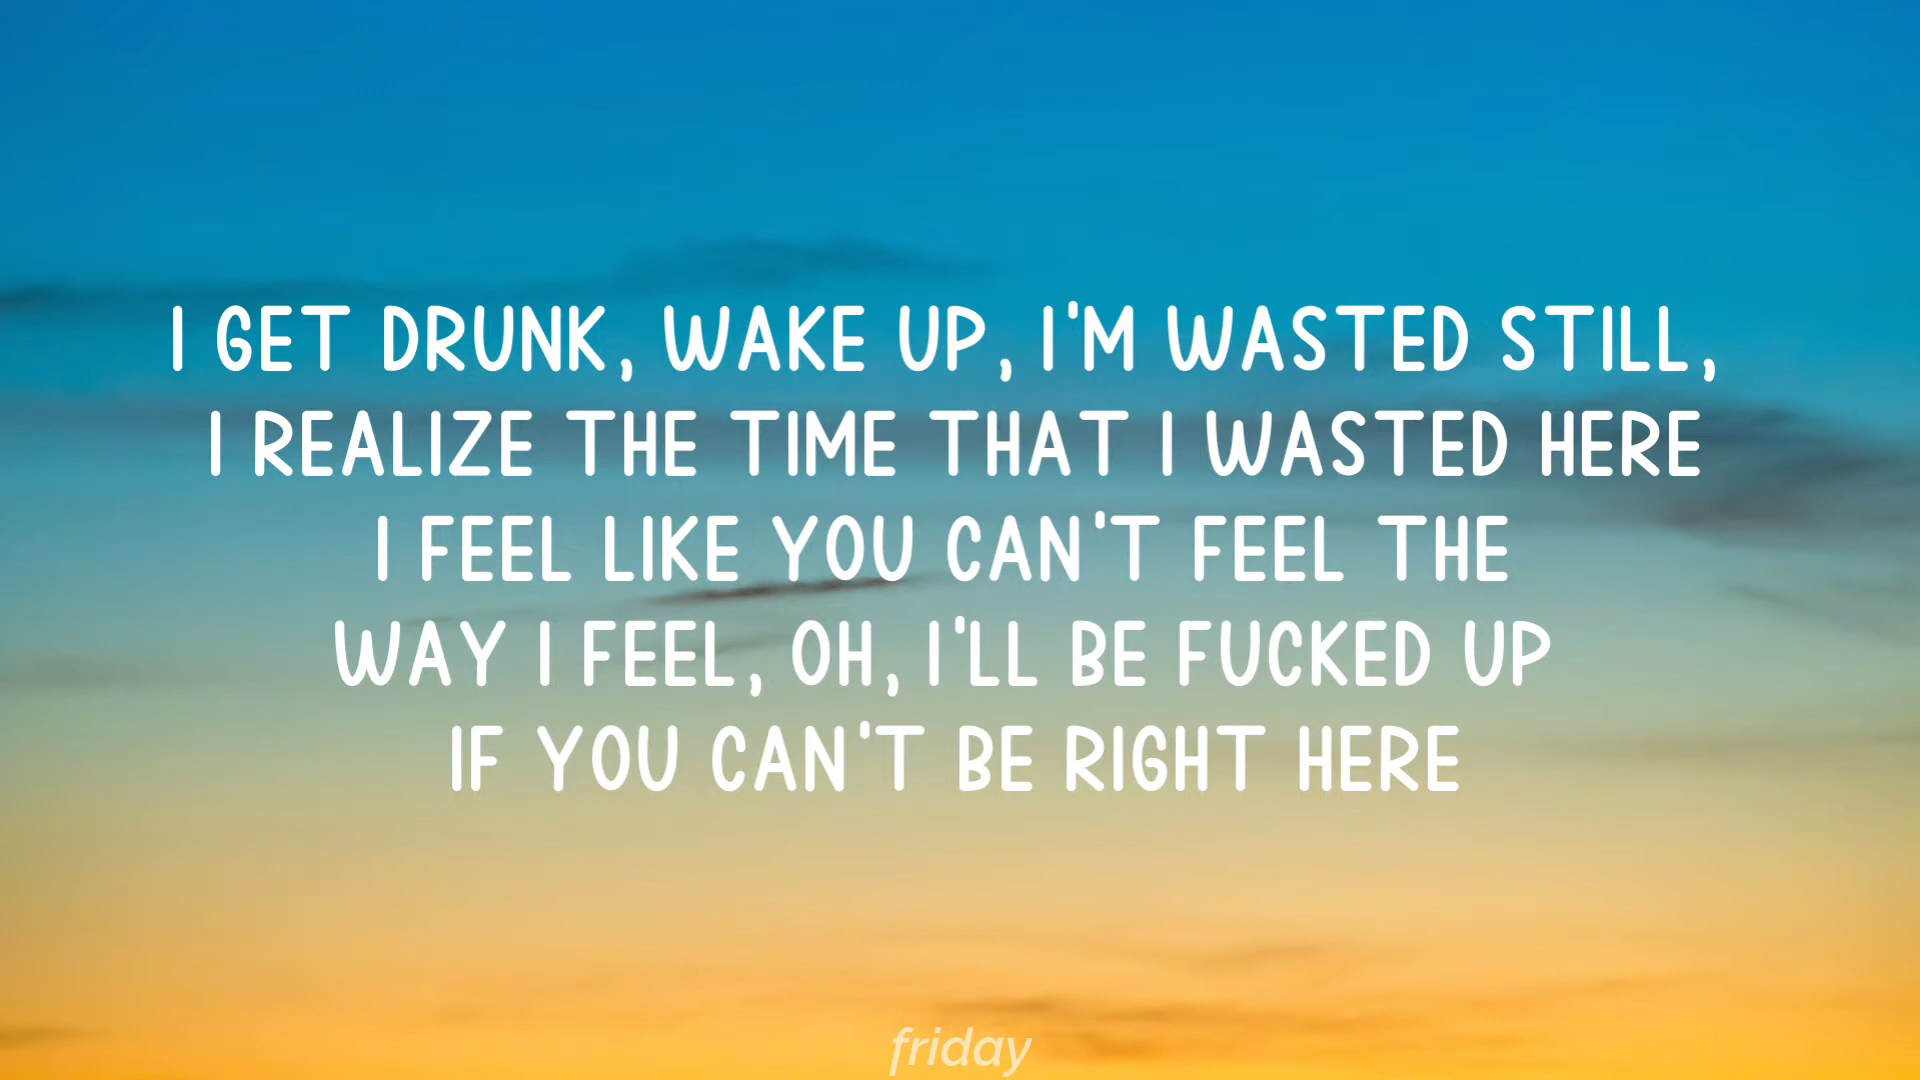 I GET DRUNK, WAKE UP, I'M WASTED STILL,
I REALIZE THE TIME THAT I WASTED HERE
I FEEL LIKE YOU CAN'T FEEL THE
WAY I FEEL, OH, I'LL BE FUCKED UP
IF YOU CAN'T BE RIGHT HERE
friday